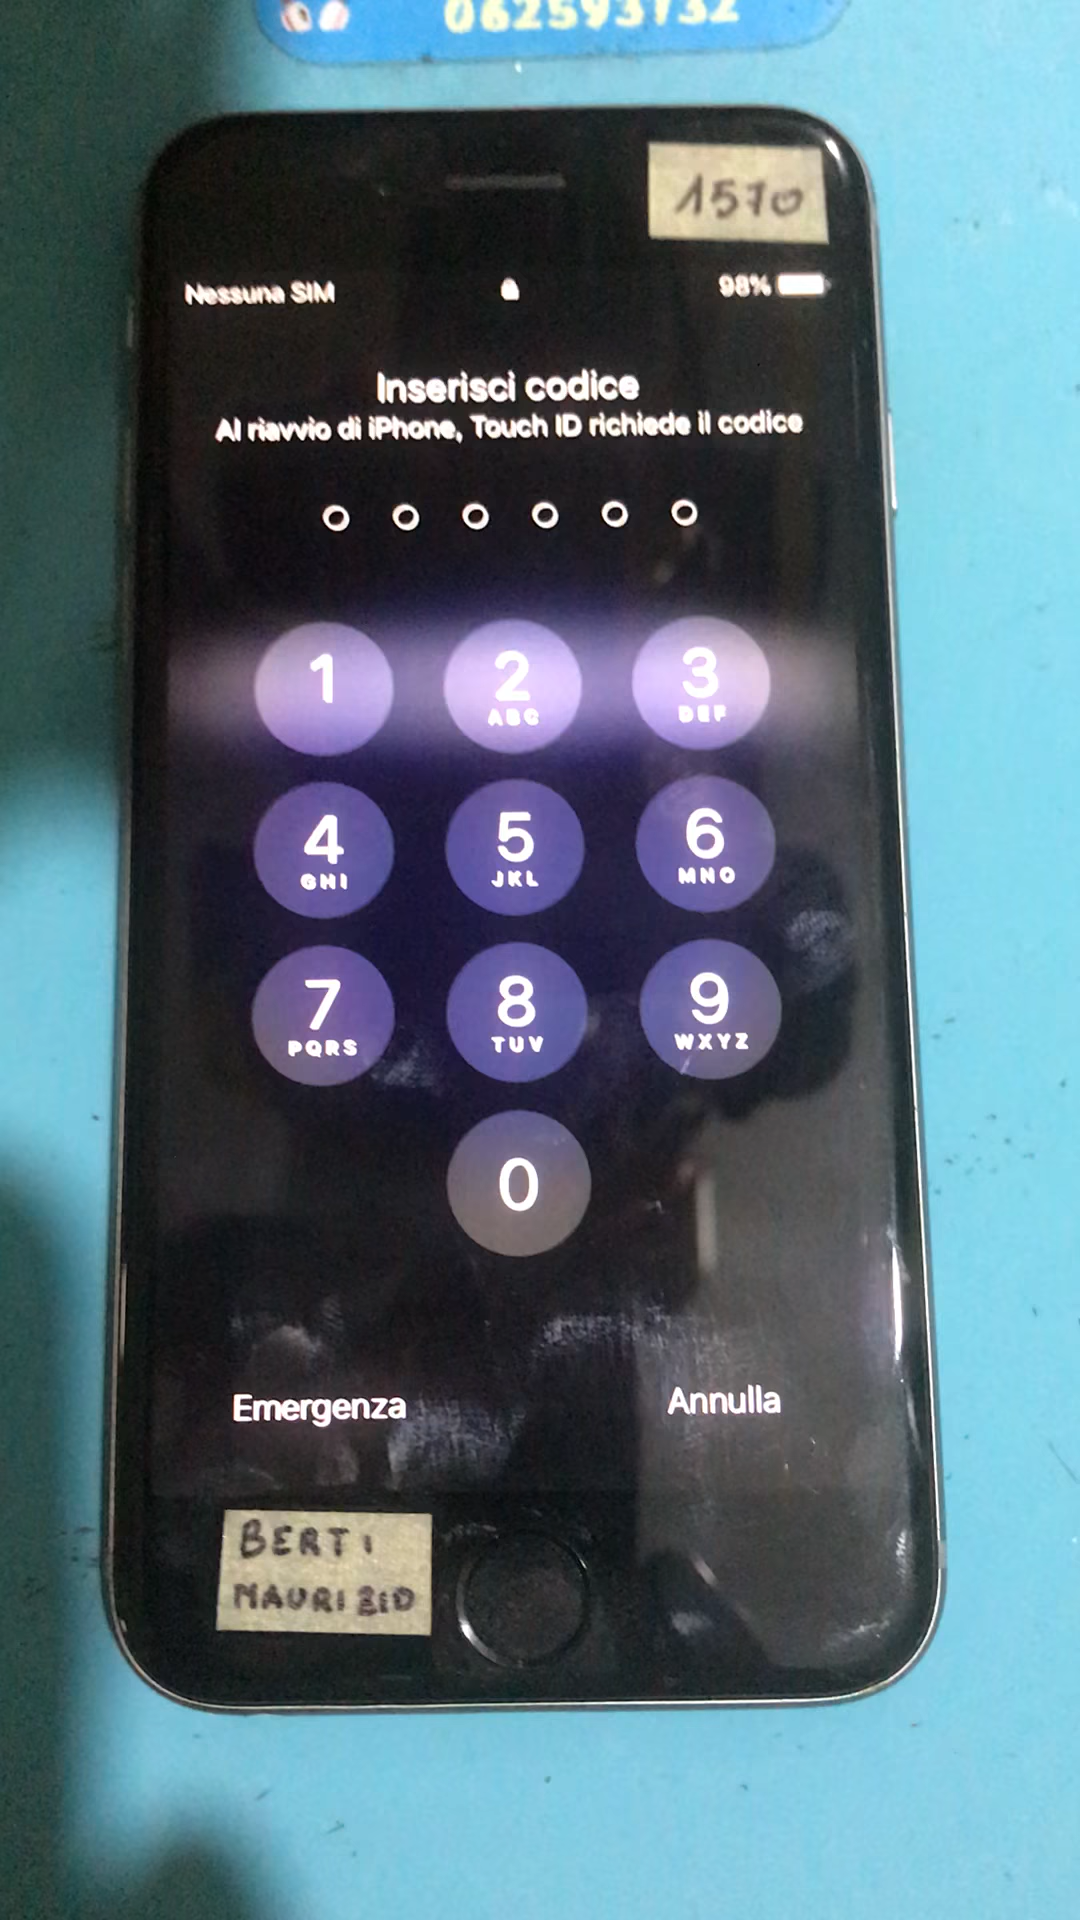 062593732
1570
Nessuna SIM 98%
Inserisci codice
Al riavvio di iPhone, Touch ID richiede il codice
1 2 3
ABC DEF
4 5 6
GHI JKL MNO
7 8 9
PQRS TUV WXYZ
0
Emergenza Annulla
BERTI
MAURIZIO